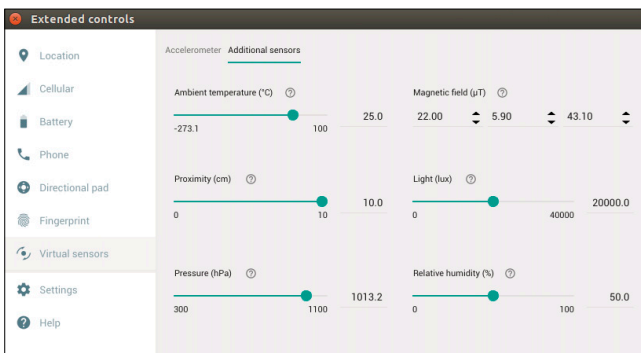 Extended controls
Location
Cellular
Battery
Phone
Directional pad
Fingerprint
Virtual sensors
Settings
Help
Accelerometer Additional sensors
Ambient temperature (°C)
25.0
-273.1 100
Magnetic field (μT)
22.00 5.90 43.10
Proximity (cm)
10.0
0 10
Light (lux)
20000.0
0 40000
Pressure (hPa)
1013.2
300 1100
Relative humidity (%)
50.0
0 100